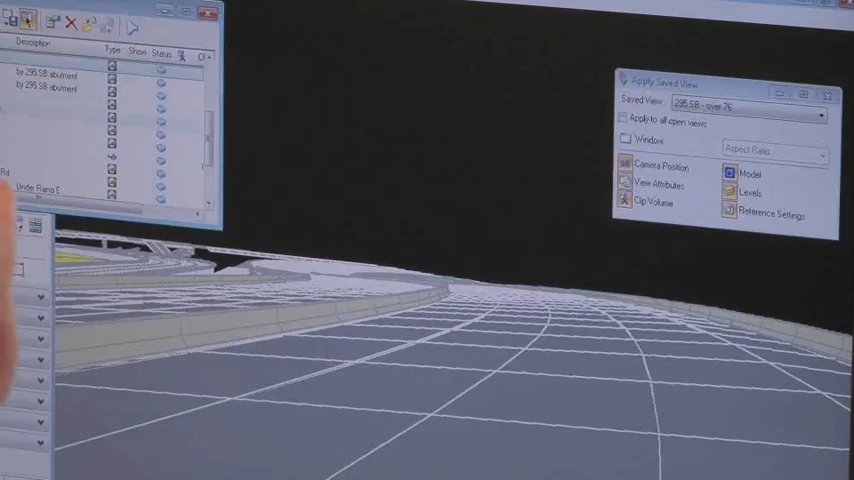 Description
Type
Show
Status
Cl
by 295 SB abutment
by 295 SB abutment
Rd
Under Ramp E
Apply Saved View
Saved View:
295 SB - over 76
Apply to all open views
Window
Aspect Ratio
Camera Position
Model
View Attributes
Levels
Clip Volume
Reference Settings